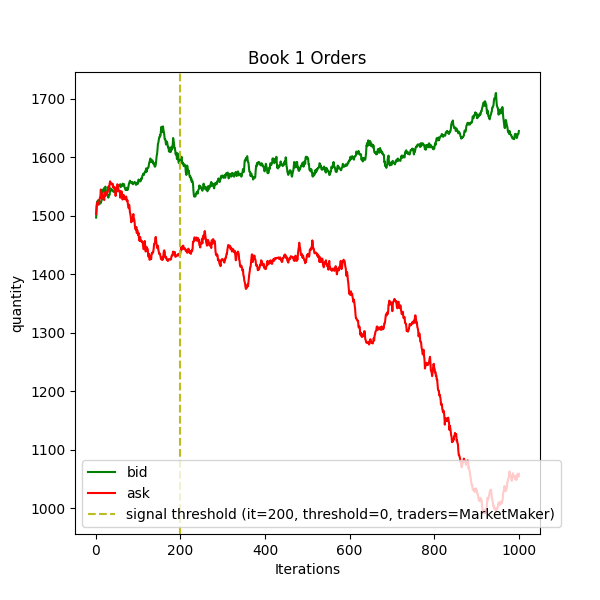 Book 1 Orders
quantity
1700
1600
1500
1400
1300
1200
1100
1000
bid
ask
signal threshold (it=200, threshold=0, traders=MarketMaker)
0 200 400 600 800 1000
Iterations